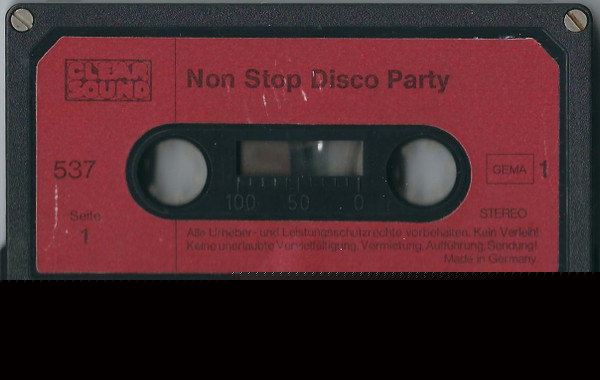 CLEAR
SOUND
Non Stop Disco Party
537
GEMA 1
100 50 0
Seite
1
STEREO
Alle Urheber- und Leistungsschutzrechte vorbehalten. Kein Verleih!
Keine unerlaubte Vervielfältigung, Vermietung, Aufführung, Sendung!
Made in Germany.